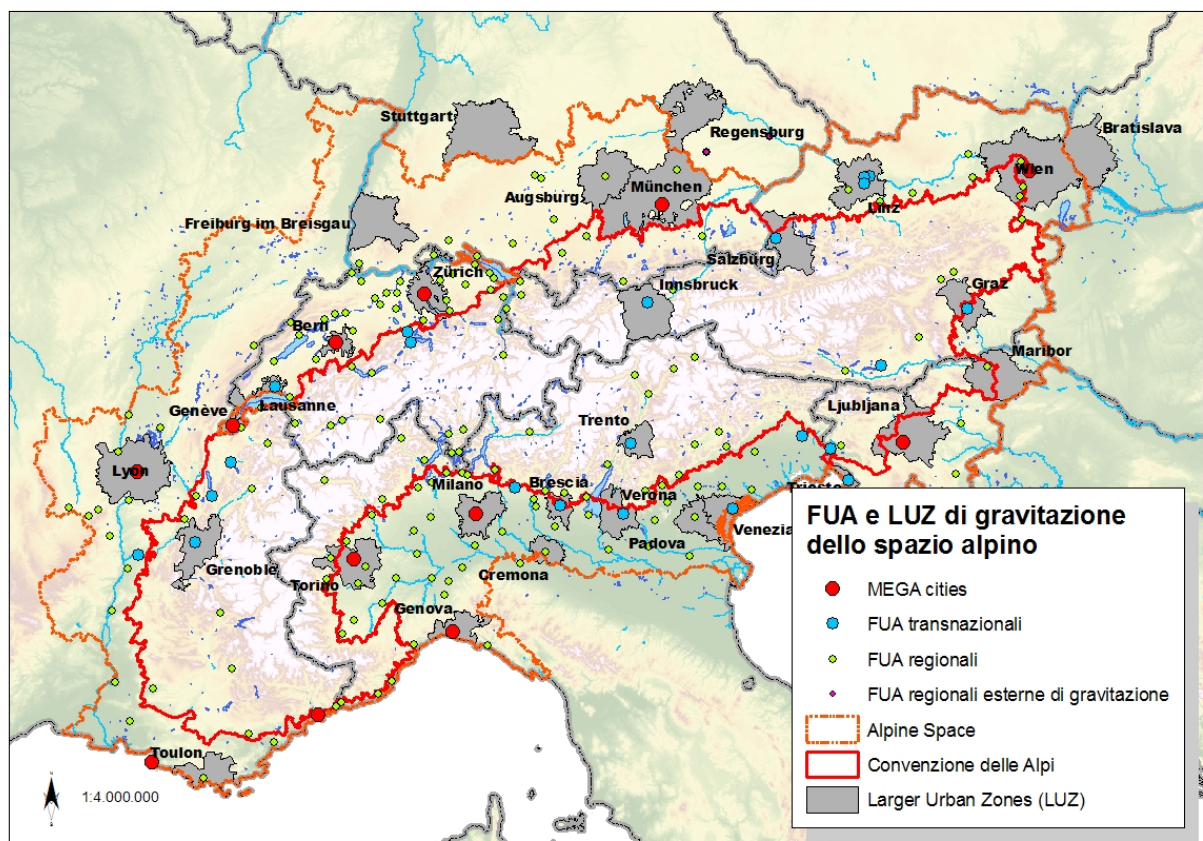 Stuttgart
Regensburg
Bratislava
Wien
München
Augsburg
Linz
Freiburg im Breisgau
Salzburg
Zürich
Innsbruck
Graz
Bern
Maribor
Lausanne
Genève
Ljubljana
Trento
Lyon
Milano
Brescia
Verona
Trieste
Venezia
Padova
Grenoble
Torino
Cremona
Genova
Toulon
1:4.000.000
FUA e LUZ di gravitazione
dello spazio alpino
MEGA cities
FUA transnazionali
FUA regionali
FUA regionali esterne di gravitazione
Alpine Space
Convenzione delle Alpi
Larger Urban Zones (LUZ)